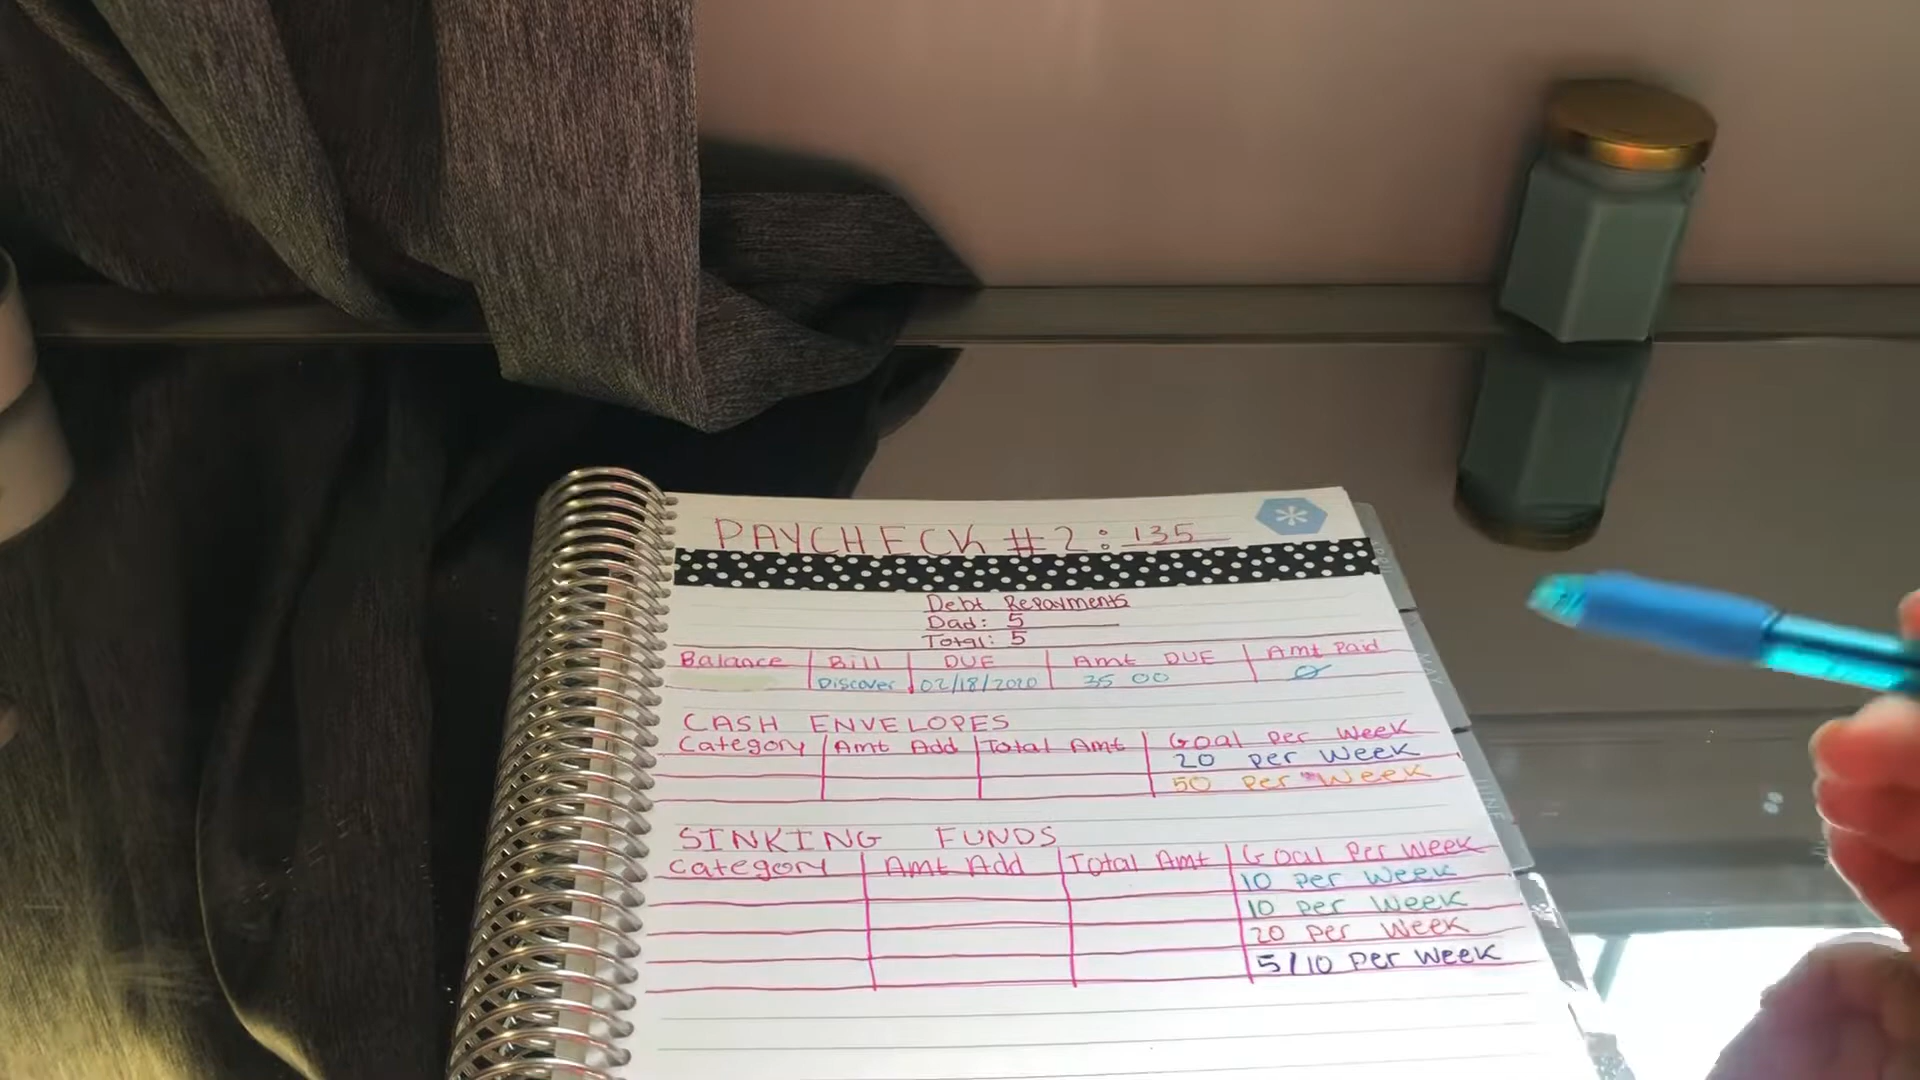 PAYCHECK #2: 135
Debt Repayments
Dad: 5
Total: 5
Balance Bill DUE Amt DUE Amt Paid
Discover 02/18/2020 35 00 0
CASH ENVELOPES
Category Amt Add Total Amt Goal Per Week
20 per week
50 per week
SINKING FUNDS
Category Amt Add Total Amt Goal Per Week
10 per week
10 per week
20 per week
5/10 per week
MAY
JUNE